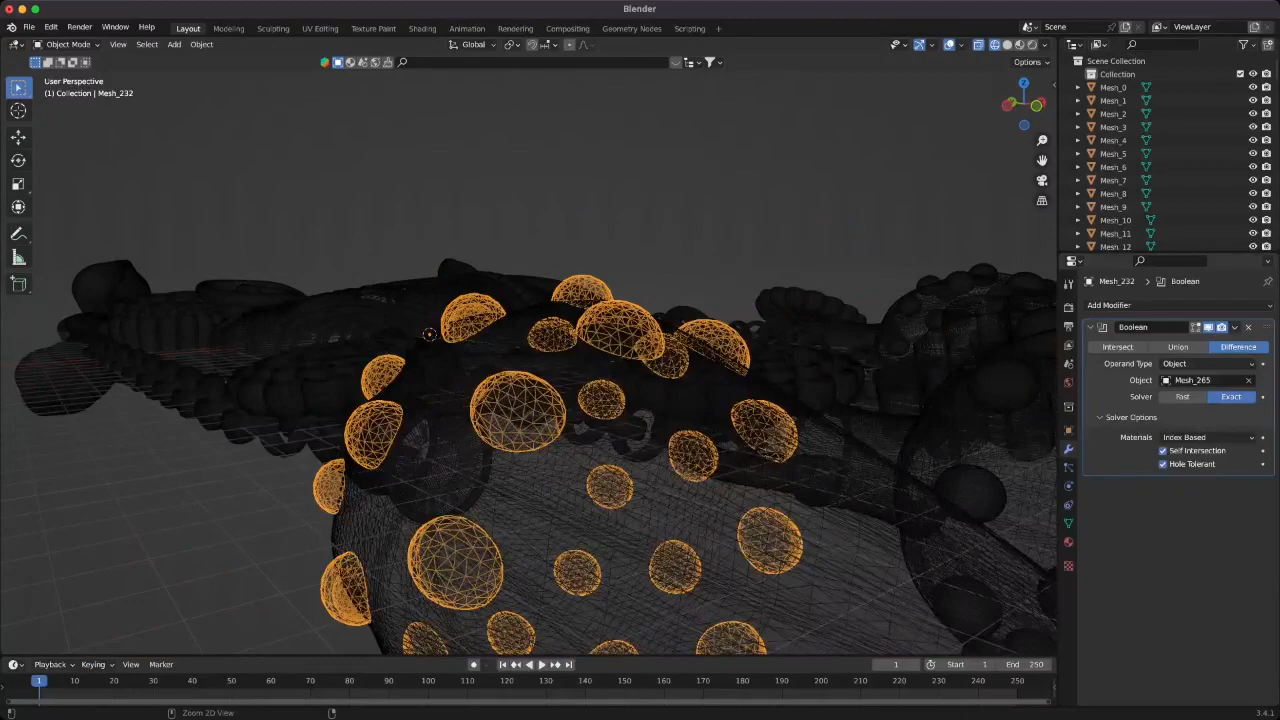 Blender
File Edit Render Window Help Layout Modeling Sculpting UV Editing Texture Paint Shading Animation Rendering Compositing Geometry Nodes Scripting + Scene ViewLayer
Object Mode View Select Add Object Global
Options
User Perspective
(1) Collection | Mesh_232
Z
Scene Collection
Collection
Mesh_0
Mesh_1
Mesh_2
Mesh_3
Mesh_4
Mesh_5
Mesh_6
Mesh_7
Mesh_8
Mesh_9
Mesh_10
Mesh_11
Mesh_12
Mesh_232 > Boolean
Add Modifier
Boolean
Intersect Union Difference
Operand Type Object
Object Mesh_265
Solver Fast Exact
Solver Options
Materials Index Based
Self Intersection
Hole Tolerant
Playback Keying View Marker 1 Start 1 End 250
1 10 20 30 40 50 60 70 80 90 100 110 120 130 140 150 160 170 180 190 200 210 220 230 240 250
Zoom 2D View 3.4.1